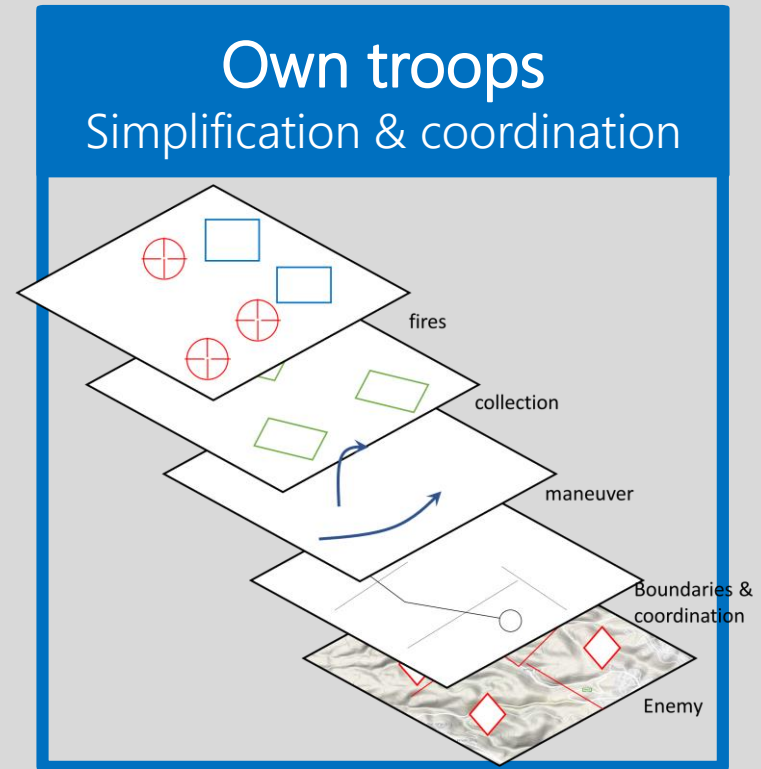 Own troops
Simplification & coordination
fires
collection
maneuver
Boundaries &
coordination
Enemy